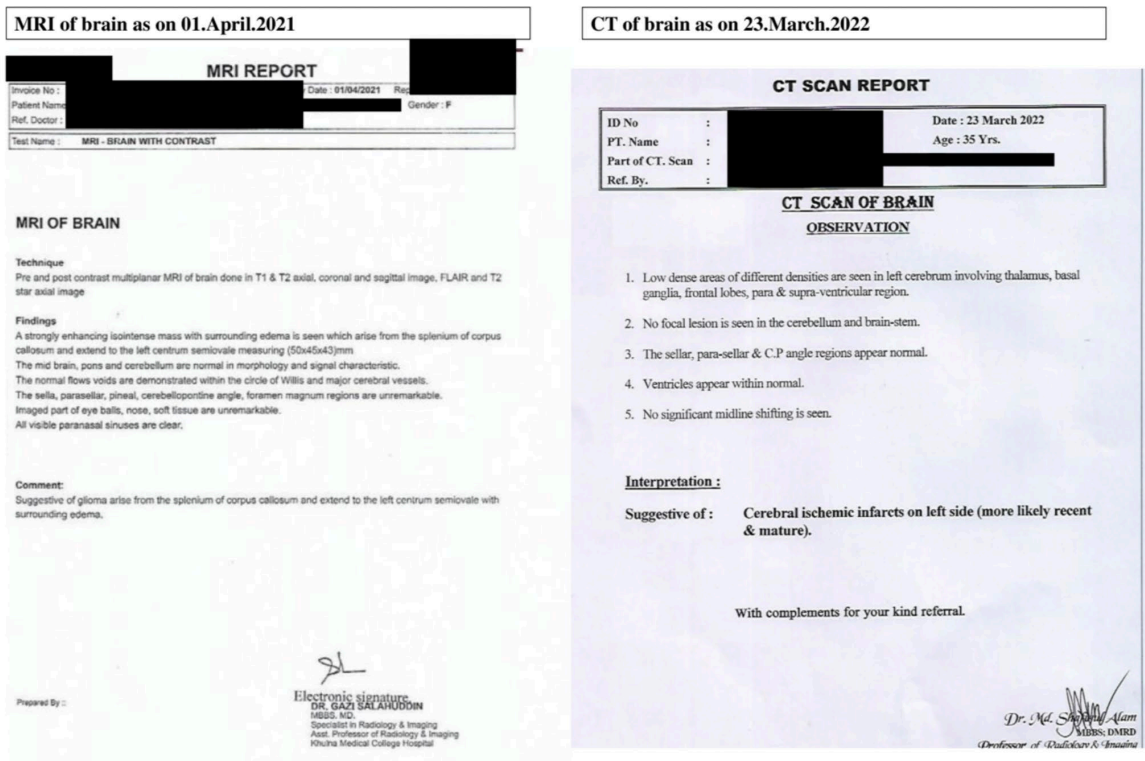 MRI of brain as on 01.April.2021
MRI REPORT
Invoice No :
Date : 01/04/2021
Patient Name
Gender : F
Ref. Doctor :
Test Name : MRI - BRAIN WITH CONTRAST
MRI OF BRAIN
Technique
Pre and post contrast multiplanar MRI of brain done in T1 & T2 axial, coronal and sagittal image, FLAIR and T2
star axial image
Findings
A strongly enhancing isointense mass with surrounding edema is seen which arise from the splenium of corpus
callosum and extend to the left centrum semiovale measuring (50x45x43)mm
The mid brain, pons and cerebellum are normal in morphology and signal characteristic.
The normal flows voids are demonstrated within the circle of Willis and major cerebral vessels.
The sella, parasellar, pineal, cerebellopontine angle, foramen magnum regions are unremarkable.
Imaged part of eye balls, nose, soft tissue are unremarkable.
All visible paranasal sinuses are clear.
Comment:
Suggestive of glioma arise from the splenium of corpus callosum and extend to the left centrum semiovale with
surrounding edema.
Prepared By ::
Electronic signature
DR. GAZI SALAHUDDIN
MBBS, MD.
Specialist in Radiology & Imaging
Asst. Professor of Radiology & Imaging
Khulna Medical College Hospital
CT of brain as on 23.March.2022
CT SCAN REPORT
ID No :
Date : 23 March 2022
PT. Name :
Age : 35 Yrs.
Part of CT. Scan :
Ref. By. :
CT SCAN OF BRAIN
OBSERVATION
1. Low dense areas of different densities are seen in left cerebrum involving thalamus, basal
ganglia, frontal lobes, para & supra-ventricular region.
2. No focal lesion is seen in the cerebellum and brain-stem.
3. The sellar, para-sellar & C.P angle regions appear normal.
4. Ventricles appear within normal.
5. No significant midline shifting is seen.
Interpretation :
Suggestive of : Cerebral ischemic infarcts on left side (more likely recent
& mature).
With complements for your kind referral.
Dr. Md. Alam
MBBS; DMRD
Professor of Radiology & Imaging